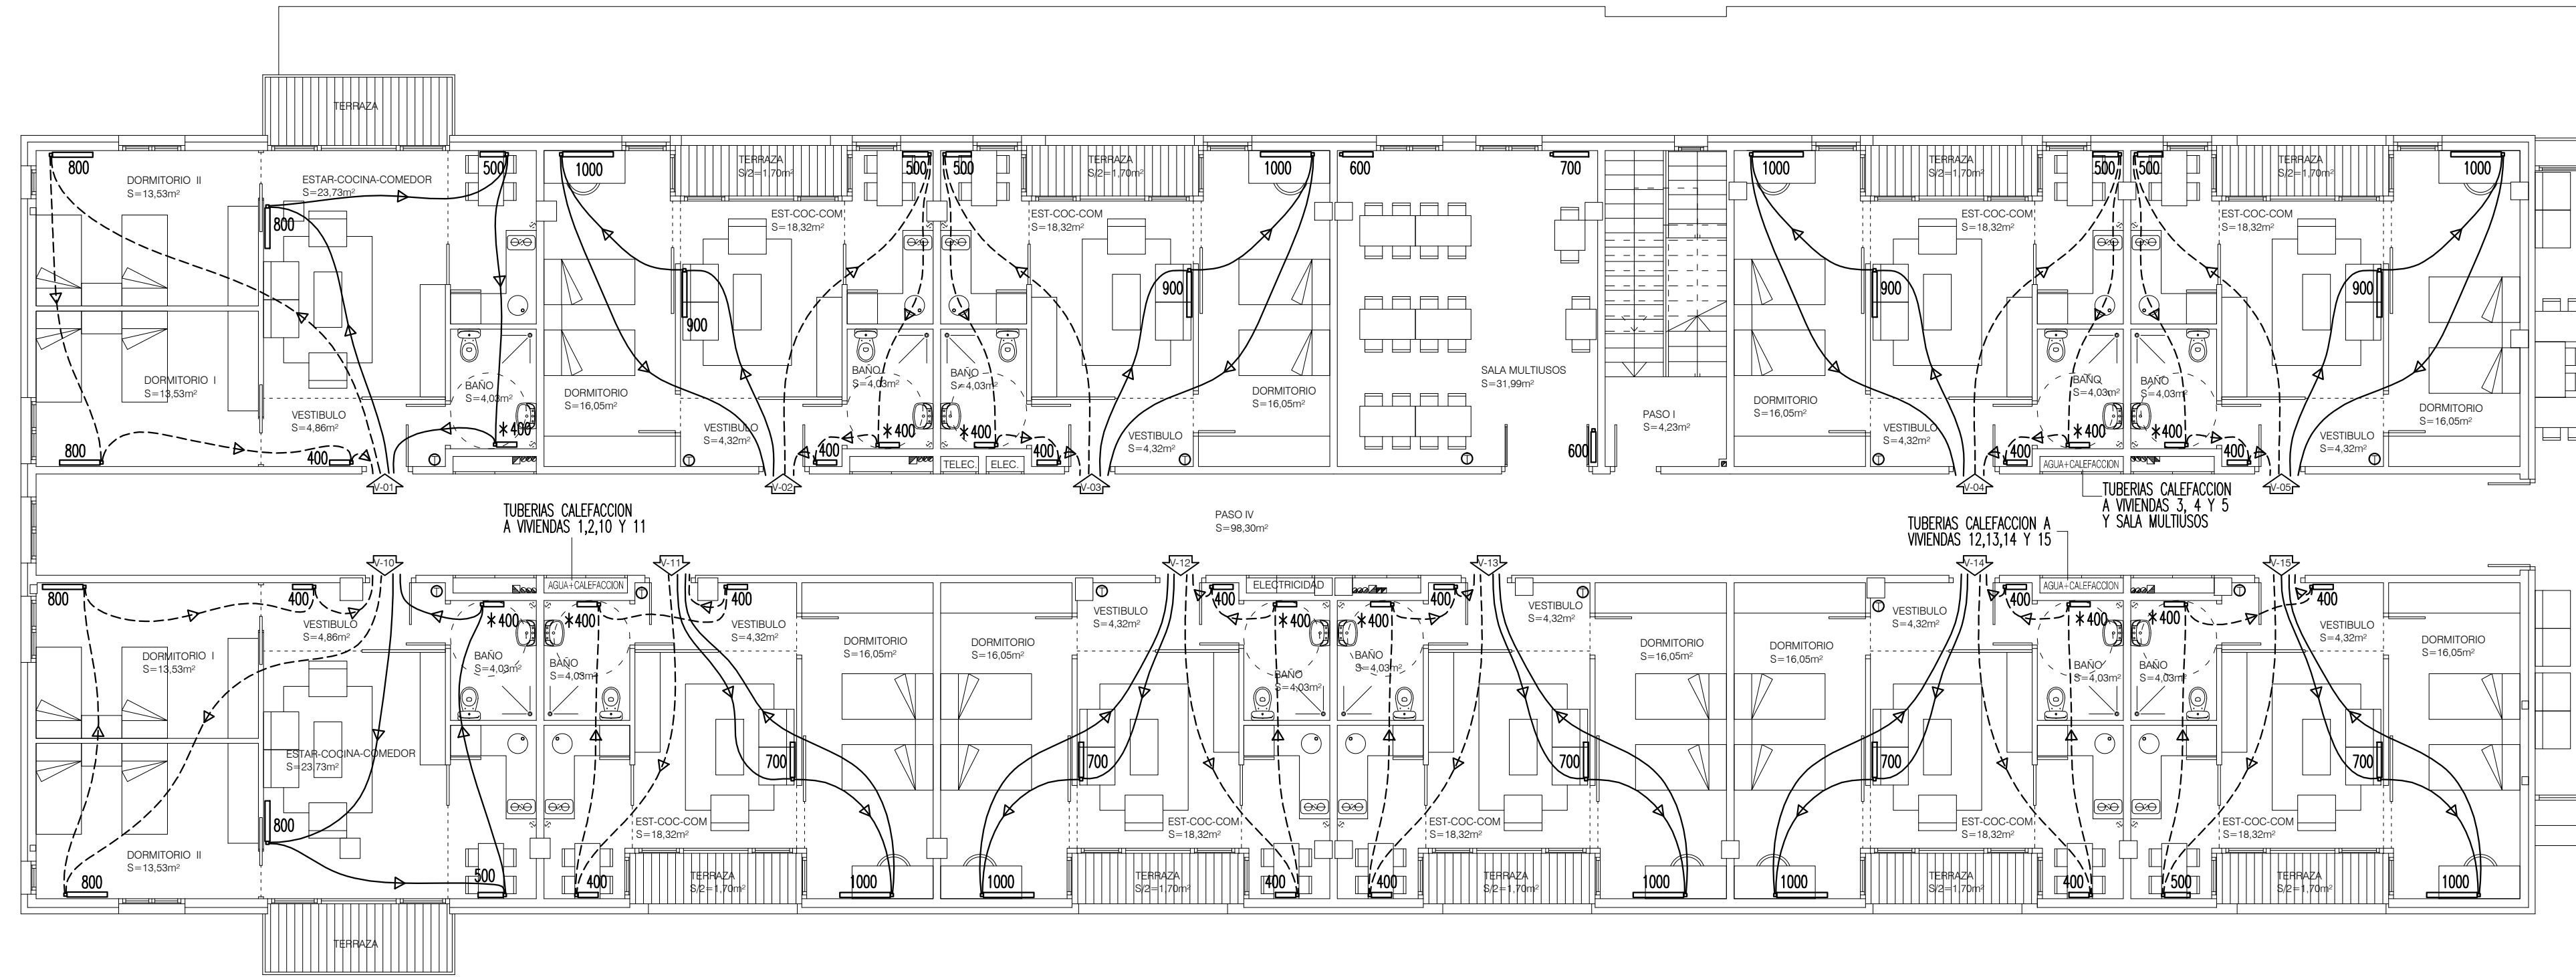 TERRAZA
800
DORMITORIO II
S=13,53m²
ESTAR-COCINA-COMEDOR
S=23,73m²
500
800
DORMITORIO I
S=13,53m²
VESTIBULO
S=4,86m²
BAÑO
S=4,03m²
800
400
*400
V-01
1000
TERRAZA
S/2=1,70m²
500
EST-COC-COM
S=18,32m²
900
DORMITORIO
S=16,05m²
VESTIBULO
S=4,32m²
BAÑO
S=4,03m²
*400
400
V-02
500
TERRAZA
S/2=1,70m²
1000
EST-COC-COM
S=18,32m²
900
BAÑO
S=4,03m²
*400
400
TELEC.
ELEC.
VESTIBULO
S=4,32m²
DORMITORIO
S=16,05m²
V-03
600
700
SALA MULTIUSOS
S=31,99m²
600
PASO I
S=4,23m²
1000
TERRAZA
S/2=1,70m²
500
EST-COC-COM
S=18,32m²
900
DORMITORIO
S=16,05m²
VESTIBULO
S=4,32m²
BAÑO
S=4,03m²
*400
400
AGUA+CALEFACCION
V-04
500
TERRAZA
S/2=1,70m²
1000
EST-COC-COM
S=18,32m²
900
BAÑO
S=4,03m²
*400
400
VESTIBULO
S=4,32m²
DORMITORIO
S=16,05m²
V-05
TUBERIAS CALEFACCION
A VIVIENDAS 1,2,10 Y 11
PASO IV
S=98,30m²
TUBERIAS CALEFACCION
A VIVIENDAS 3, 4 Y 5
Y SALA MULTIUSOS
TUBERIAS CALEFACCION A
VIVIENDAS 12,13,14 Y 15
V-10
800
400
VESTIBULO
S=4,86m²
*400
DORMITORIO I
S=13,53m²
BAÑO
S=4,03m²
ESTAR-COCINA-COMEDOR
S=23,73m²
800
DORMITORIO II
S=13,53m²
800
500
TERRAZA
V-11
AGUA+CALEFACCION
*400
400
VESTIBULO
S=4,32m²
BAÑO
S=4,03m²
DORMITORIO
S=16,05m²
700
EST-COC-COM
S=18,32m²
400
TERRAZA
S/2=1,70m²
1000
V-12
ELECTRICIDAD
400
VESTIBULO
S=4,32m²
*400
DORMITORIO
S=16,05m²
BAÑO
S=4,03m²
700
EST-COC-COM
S=18,32m²
1000
TERRAZA
S/2=1,70m²
400
V-13
400
*400
VESTIBULO
S=4,32m²
BAÑO
S=4,03m²
DORMITORIO
S=16,05m²
700
EST-COC-COM
S=18,32m²
400
TERRAZA
S/2=1,70m²
1000
V-14
AGUA+CALEFACCION
400
VESTIBULO
S=4,32m²
*400
DORMITORIO
S=16,05m²
BAÑO
S=4,03m²
700
EST-COC-COM
S=18,32m²
1000
TERRAZA
S/2=1,70m²
400
V-15
400
*400
VESTIBULO
S=4,32m²
BAÑO
S=4,03m²
DORMITORIO
S=16,05m²
700
EST-COC-COM
S=18,32m²
500
TERRAZA
S/2=1,70m²
1000